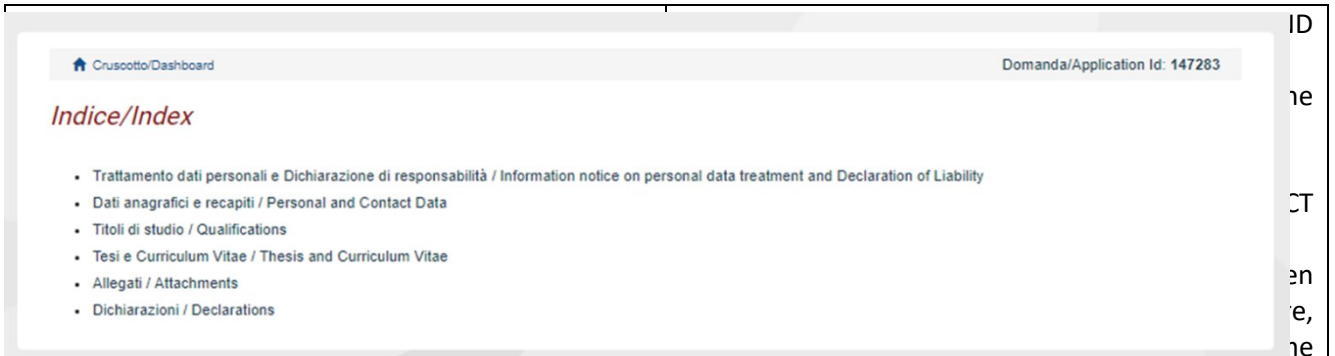 Cruscotto/Dashboard
Domanda/Application Id: 147283
Indice/Index
• Trattamento dati personali e Dichiarazione di responsabilità / Information notice on personal data treatment and Declaration of Liability
• Dati anagrafici e recapiti / Personal and Contact Data
• Titoli di studio / Qualifications
• Tesi e Curriculum Vitae / Thesis and Curriculum Vitae
• Allegati / Attachments
• Dichiarazioni / Declarations